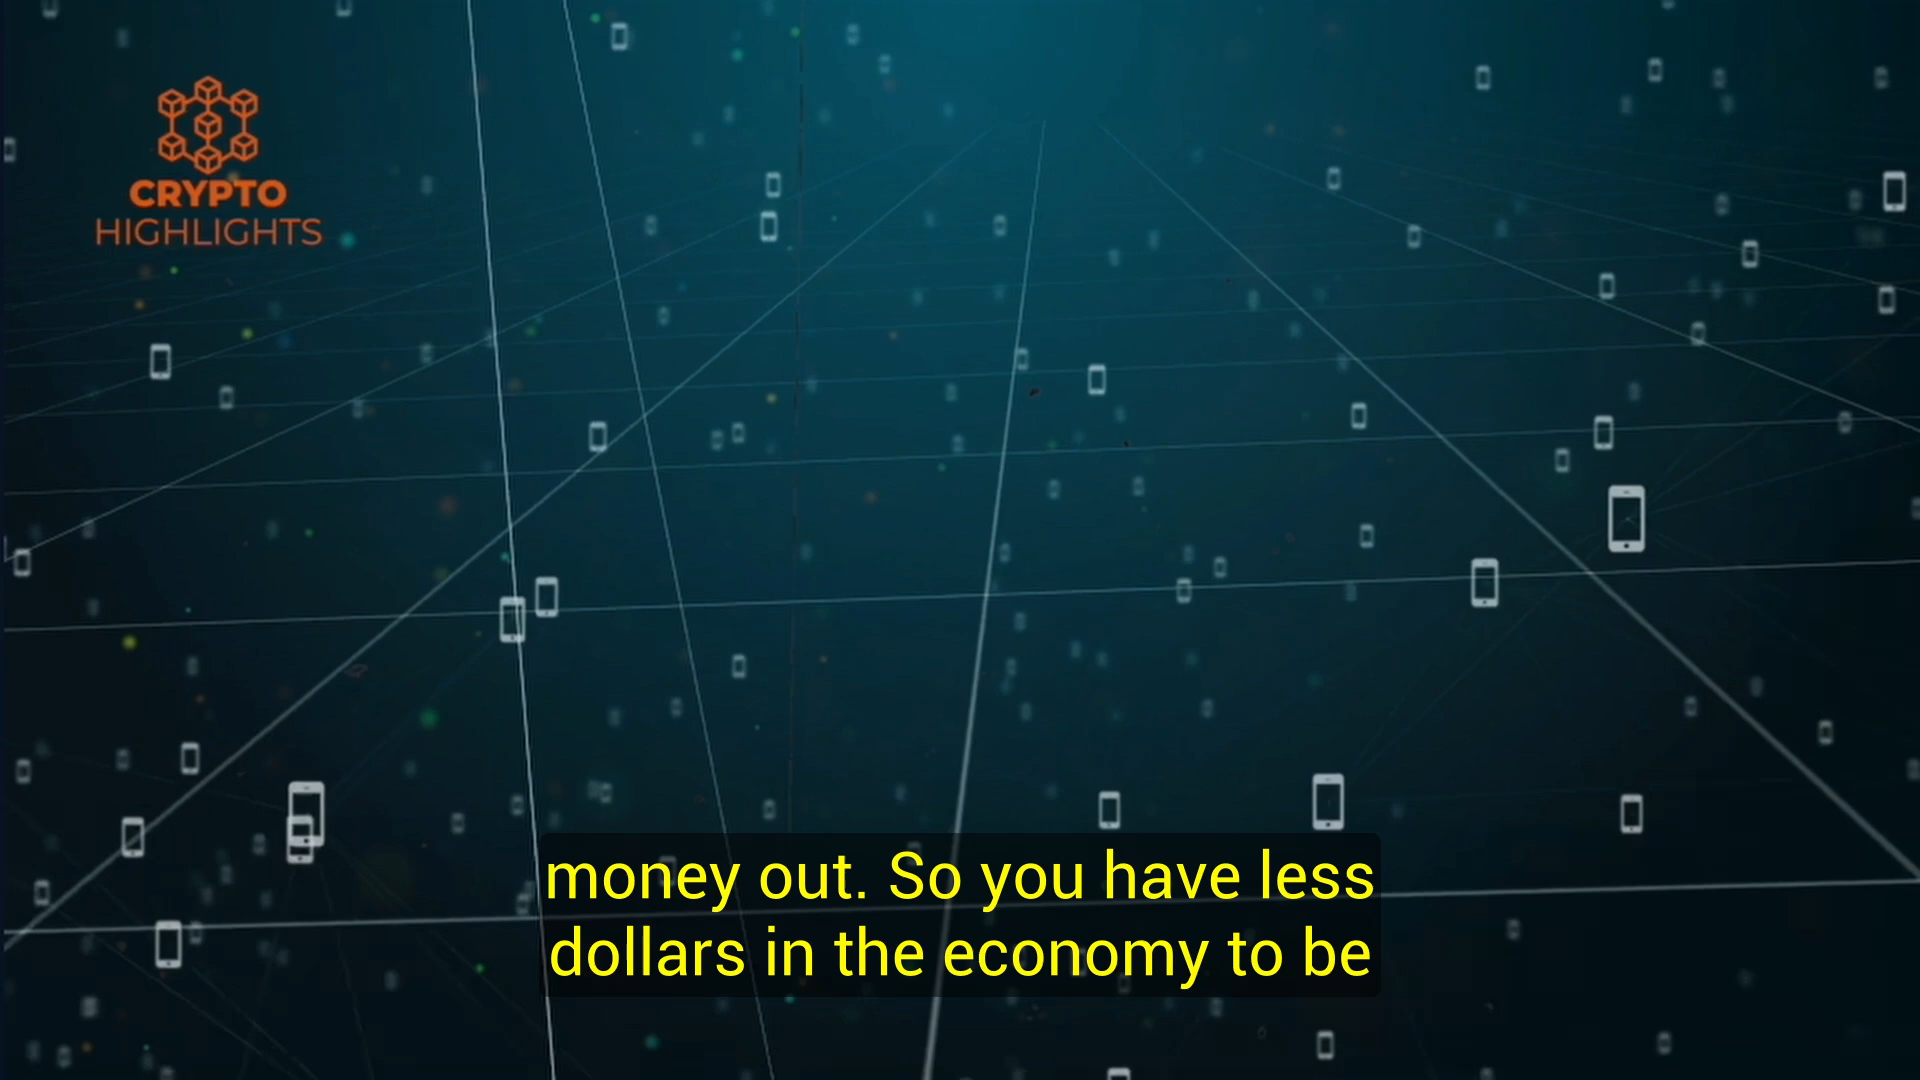 CRYPTO
HIGHLIGHTS
money out. So you have less
dollars in the economy to be